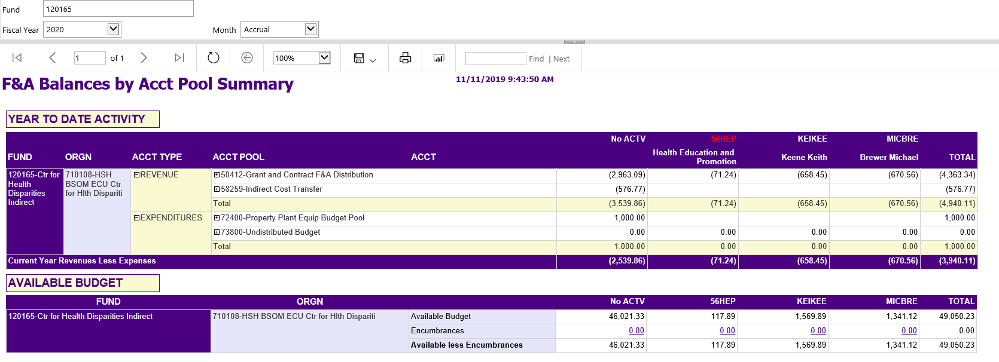 Fund 120165
Fiscal Year 2020 Month Accrual
1 of 1 100% Find | Next
F&A Balances by Acct Pool Summary 11/11/2019 9:43:50 AM
YEAR TO DATE ACTIVITY
No ACTV 56HEP KEIKEE MICBRE
FUND ORGN ACCT TYPE ACCT POOL ACCT Health Education and Promotion Keene Keith Brewer Michael TOTAL
120165-Ctr for Health Disparities Indirect 710108-HSH BSOM ECU Ctr for Hlth Dispariti REVENUE 50412-Grant and Contract F&A Distribution (2,963.09) (71.24) (658.45) (670.56) (4,363.34)
58259-Indirect Cost Transfer (576.77) (576.77)
Total (3,539.86) (71.24) (658.45) (670.56) (4,940.11)
EXPENDITURES 72400-Property Plant Equip Budget Pool 1,000.00 1,000.00
73800-Undistributed Budget 0.00 0.00 0.00 0.00 0.00
Total 1,000.00 0.00 0.00 0.00 1,000.00
Current Year Revenues Less Expenses (2,539.86) (71.24) (658.45) (670.56) (3,940.11)
AVAILABLE BUDGET
FUND ORGN No ACTV 56HEP KEIKEE MICBRE TOTAL
120165-Ctr for Health Disparities Indirect 710108-HSH BSOM ECU Ctr for Hlth Dispariti Available Budget 46,021.33 117.89 1,569.89 1,341.12 49,050.23
Encumbrances 0.00 0.00 0.00 0.00 0.00
Available less Encumbrances 46,021.33 117.89 1,569.89 1,341.12 49,050.23